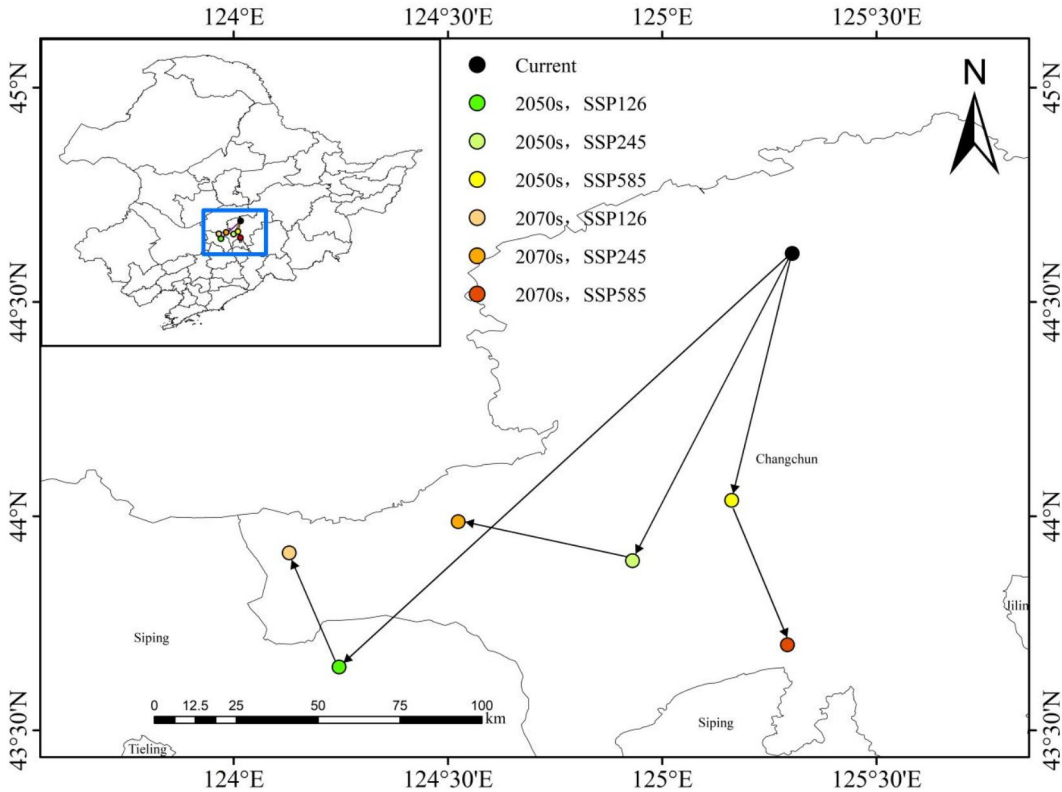 124°E 124°30'E 125°E 125°30'E
45°N
44°30'N
44°N
43°30'N
Current
2050s，SSP126
2050s，SSP245
2050s，SSP585
2070s，SSP126
2070s，SSP245
2070s，SSP585
N
45°N
44°30'N
44°N
43°30'N
Changchun
Jilin
Siping
Siping
Tieling
0 12.5 25 50 75 100
km
124°E 124°30'E 125°E 125°30'E